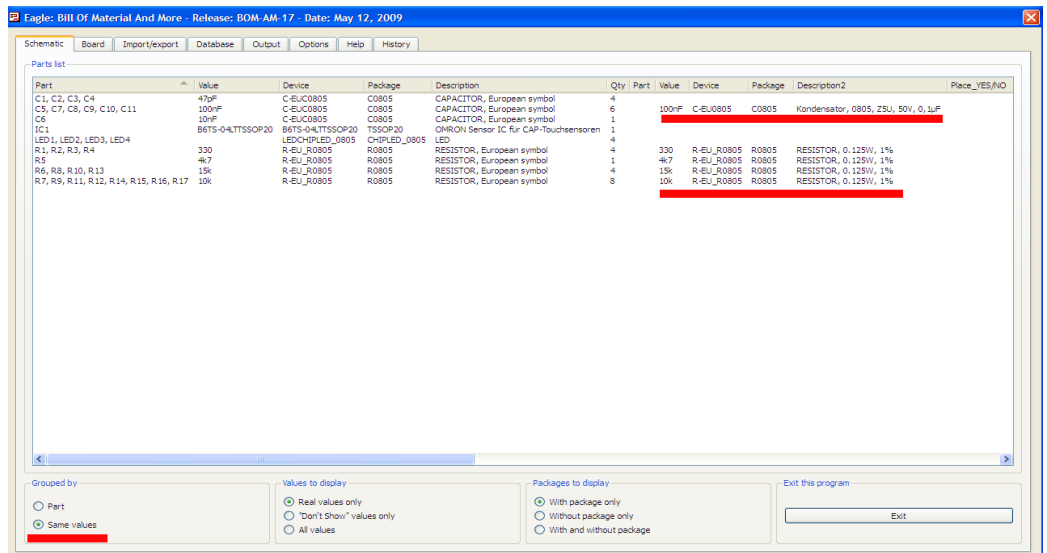 Eagle: Bill Of Material And More - Release: BOM-AM-17 - Date: May 12, 2009
Schematic Board Import/export Database Output Options Help History
Parts list
Part Value Device Package Description Qty Part Value Device Package Description2 Place_YES/NO
C1, C2, C3, C4 47pF C-EUC0805 C0805 CAPACITOR, European symbol 4
C5, C7, C8, C9, C10, C11 100nF C-EUC0805 C0805 CAPACITOR, European symbol 6 100nF C-EU0805 C0805 Kondensator, 0805, Z5U, 50V, 0,1µF
C6 10nF C-EUC0805 C0805 CAPACITOR, European symbol 1
IC1 B6TS-04LTTSSOP20 B6TS-04LTTSSOP20 TSSOP20 OMRON Sensor IC für CAP-Touchsensoren 1
LED1, LED2, LED3, LED4 LEDCHIPLED_0805 CHIPLED_0805 LED 4
R1, R2, R3, R4 330 R-EU_R0805 R0805 RESISTOR, European symbol 4 330 R-EU_R0805 R0805 RESISTOR, 0.125W, 1%
R5 4k7 R-EU_R0805 R0805 RESISTOR, European symbol 1 4k7 R-EU_R0805 R0805 RESISTOR, 0.125W, 1%
R6, R8, R10, R13 15k R-EU_R0805 R0805 RESISTOR, European symbol 4 15k R-EU_R0805 R0805 RESISTOR, 0.125W, 1%
R7, R9, R11, R12, R14, R15, R16, R17 10k R-EU_R0805 R0805 RESISTOR, European symbol 8 10k R-EU_R0805 R0805 RESISTOR, 0.125W, 1%
Grouped by Values to display Packages to display Exit this program
Part Real values only With package only
Same values "Don't Show" values only Without package only Exit
All values With and without package